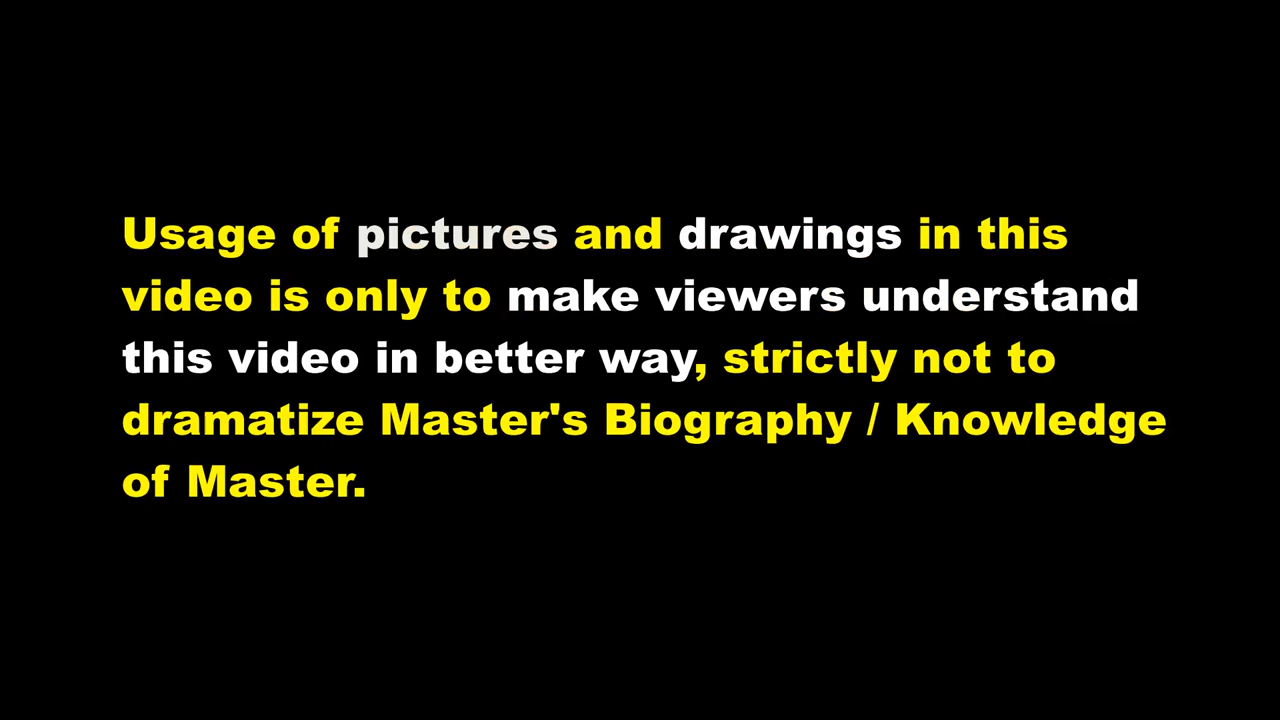 Usage of pictures and drawings in this
video is only to make viewers understand
this video in better way, strictly not to
dramatize Master's Biography / Knowledge
of Master.